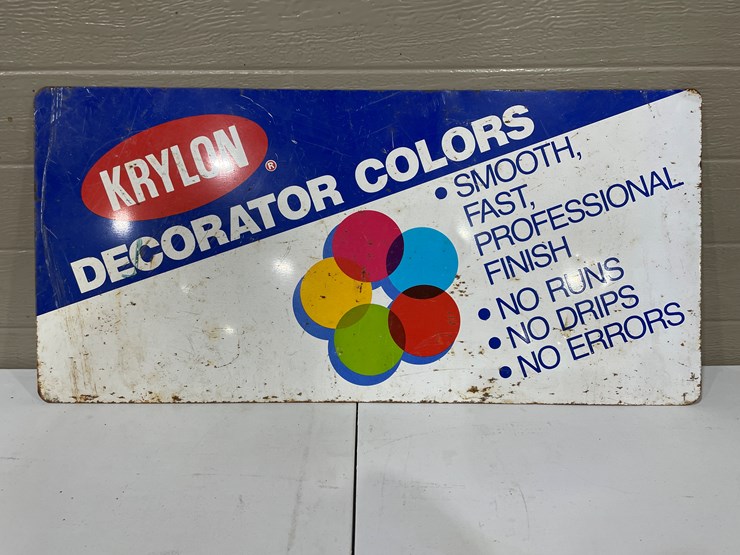 KRYLON®
DECORATOR COLORS
• SMOOTH,
FAST,
PROFESSIONAL
FINISH
• NO RUNS
• NO DRIPS
• NO ERRORS